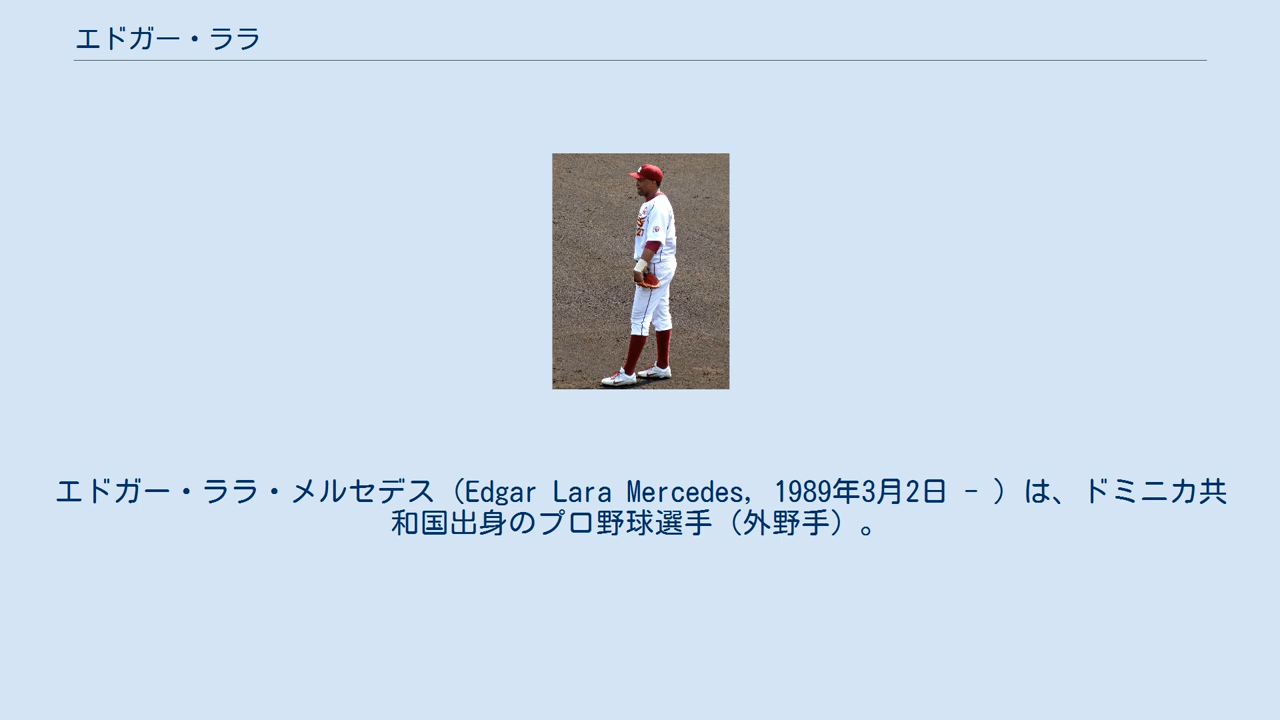 エドガー・ララ
エドガー・ララ・メルセデス（Edgar Lara Mercedes, 1989年3月2日 - ）は、ドミニカ共
和国出身のプロ野球選手（外野手）。